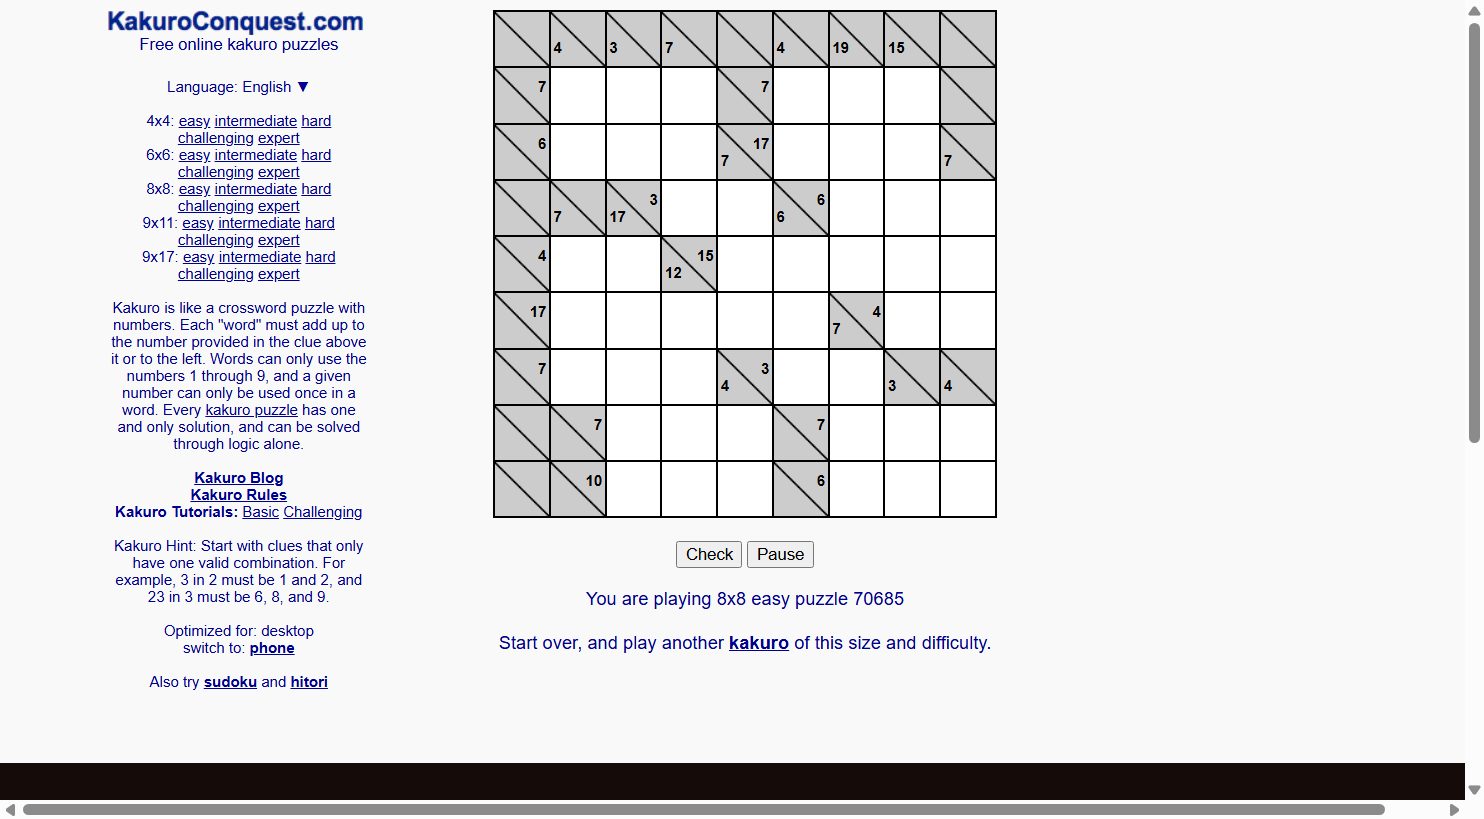 KakuroConquest.com
Free online kakuro puzzles
Language: English ▼
4x4: easy intermediate hard
challenging expert
6x6: easy intermediate hard
challenging expert
8x8: easy intermediate hard
challenging expert
9x11: easy intermediate hard
challenging expert
9x17: easy intermediate hard
challenging expert
Kakuro is like a crossword puzzle with
numbers. Each "word" must add up to
the number provided in the clue above
it or to the left. Words can only use the
numbers 1 through 9, and a given
number can only be used once in a
word. Every kakuro puzzle has one
and only solution, and can be solved
through logic alone.
Kakuro Blog
Kakuro Rules
Kakuro Tutorials: Basic Challenging
Kakuro Hint: Start with clues that only
have one valid combination. For
example, 3 in 2 must be 1 and 2, and
23 in 3 must be 6, 8, and 9.
Optimized for: desktop
switch to: phone
Also try sudoku and hitori
4 3 7 4 19 15
7 7
6 17
7 7
3 6
7 17 6
4 15
12
17 4
7
7 3
4 3 4
7 7
10 6
Check Pause
You are playing 8x8 easy puzzle 70685
Start over, and play another kakuro of this size and difficulty.